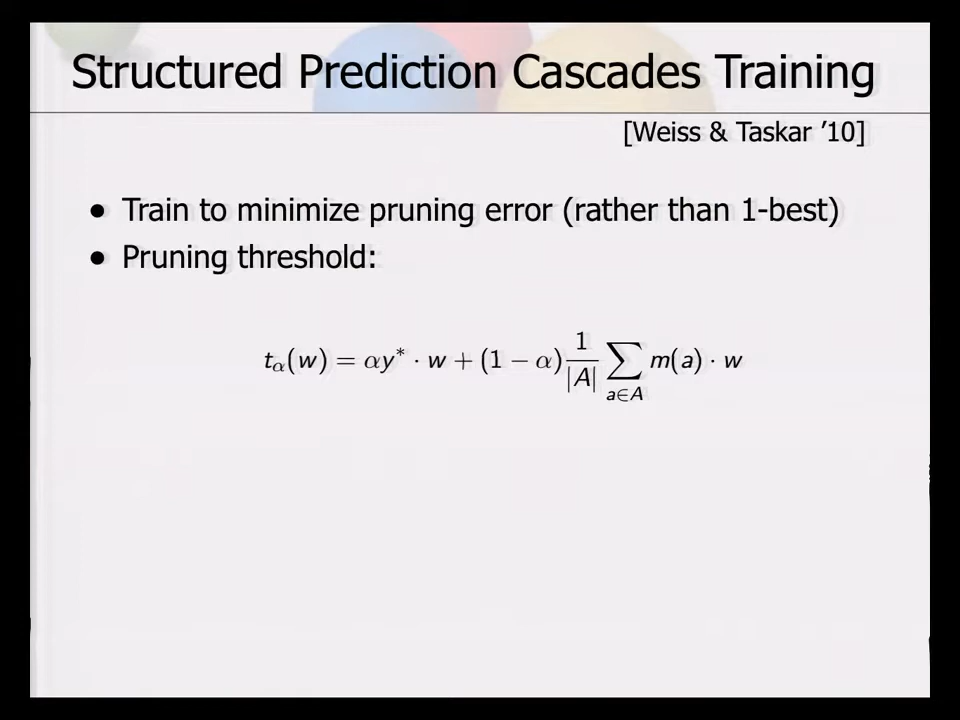 Structured Prediction Cascades Training
[Weiss & Taskar ’10]
• Train to minimize pruning error (rather than 1-best)
• Pruning threshold:
tα(w) = αy* · w + (1 − α) 1/|A| ∑a∈A m(a) · w